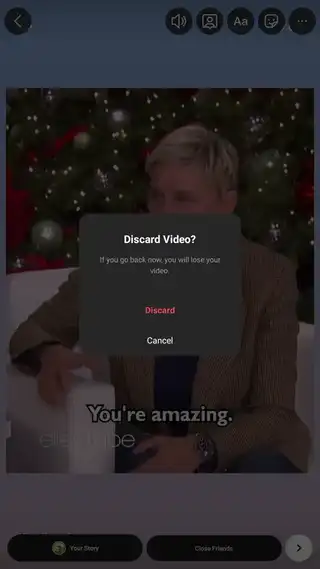 Aa
Discard Video?
If you go back now, you will lose your
video.
Discard
Cancel
You're amazing.
Your Story
Close Friends